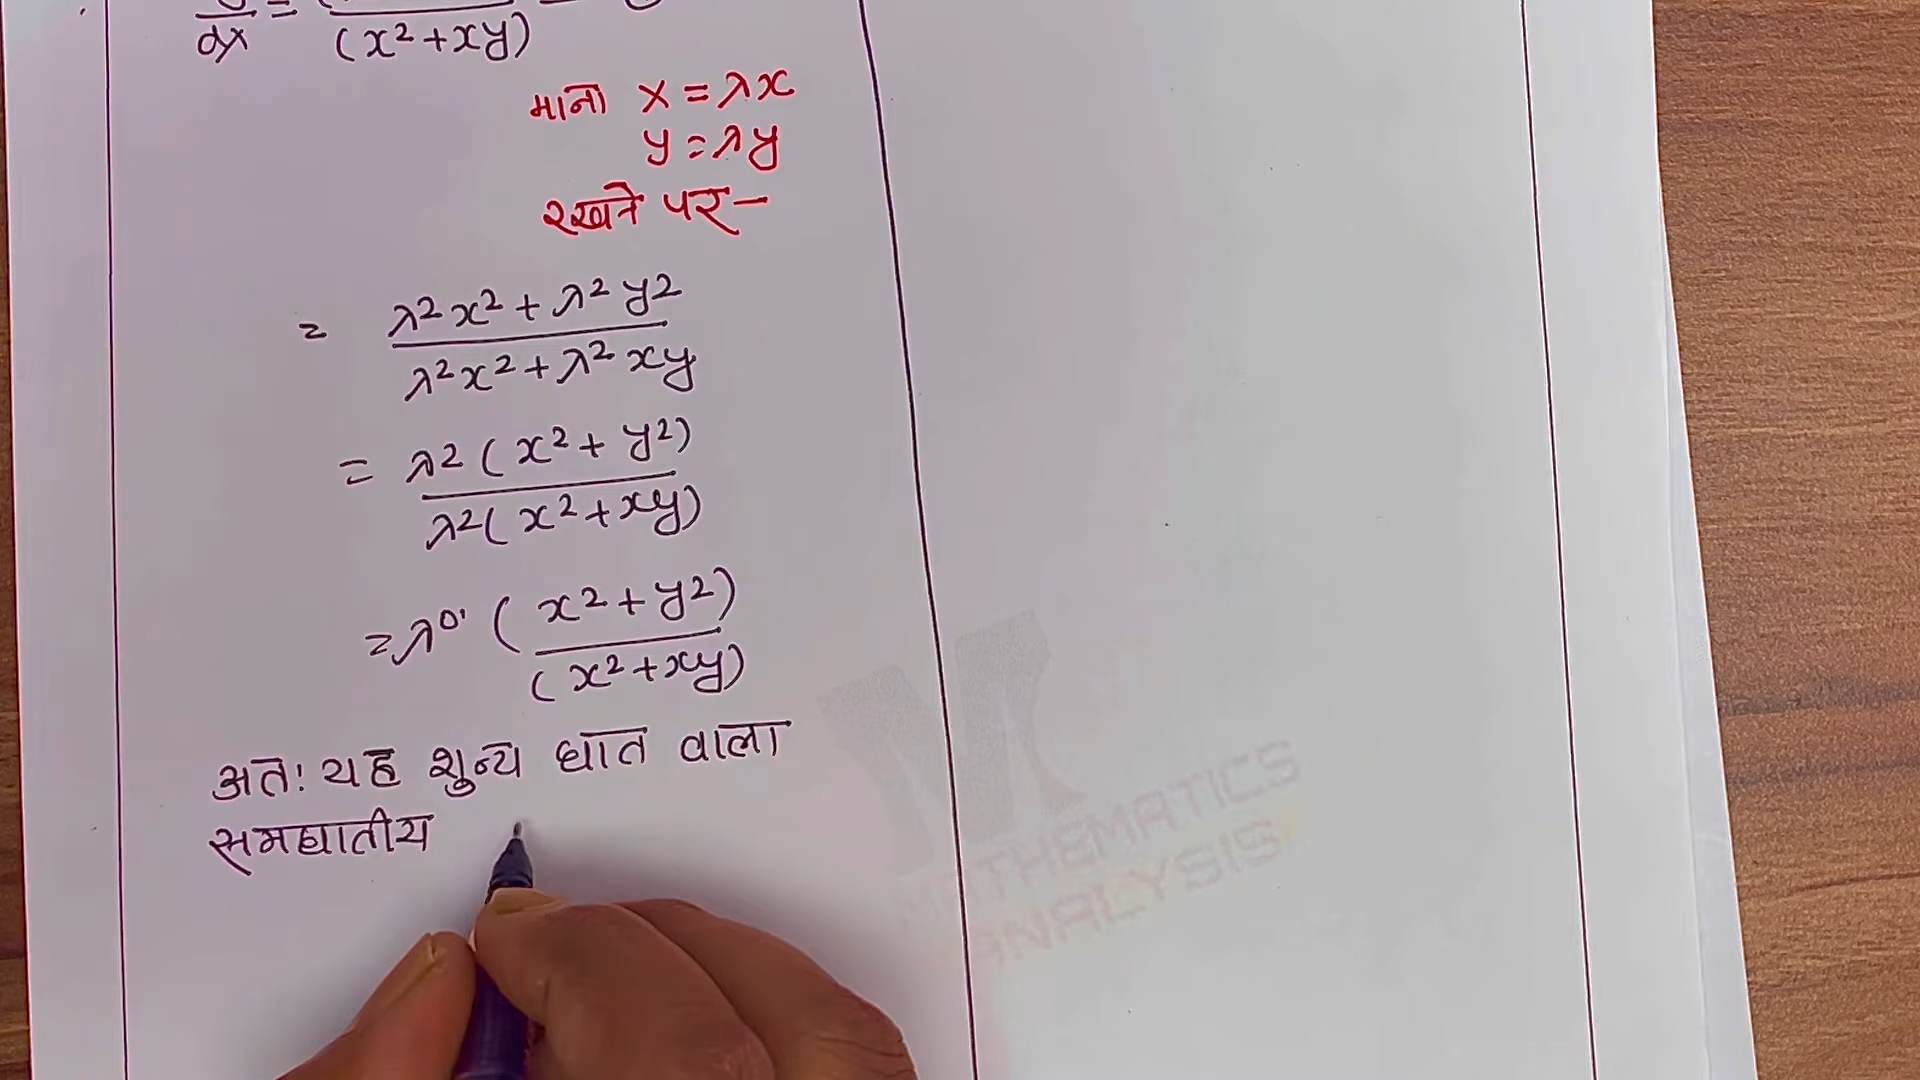 dx = (x²+xy)
माना x = λx
y = λy
रखने पर–
= λ²x² + λ²y² / λ²x² + λ²xy
= λ²(x² + y²) / λ²(x²+xy)
= λ⁰ (x² + y²) / (x²+xy)
अतः यह शून्य घात वाला
समघातीय
MATHEMATICS
ANALYSIS